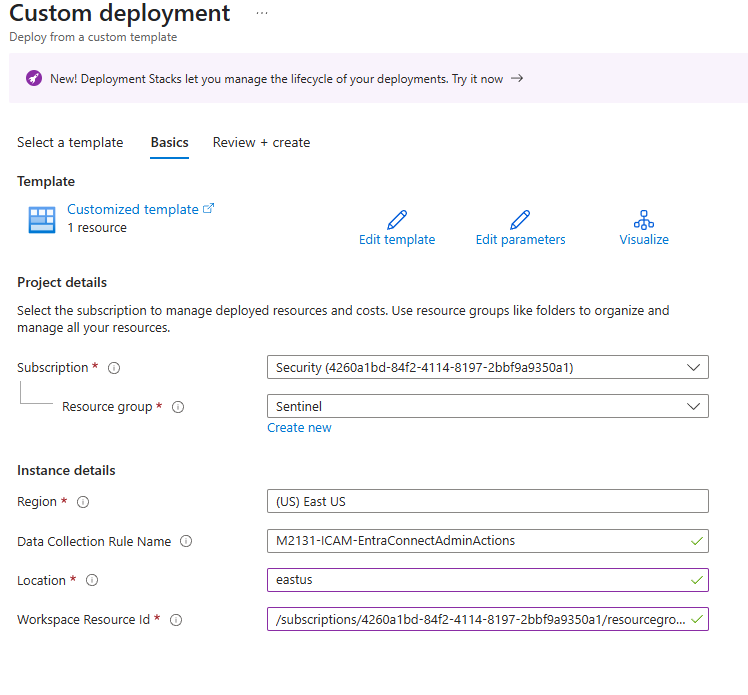 Custom deployment ...
Deploy from a custom template
New! Deployment Stacks let you manage the lifecycle of your deployments. Try it now →
Select a template Basics Review + create
Template
Customized template
1 resource
Edit template Edit parameters Visualize
Project details
Select the subscription to manage deployed resources and costs. Use resource groups like folders to organize and
manage all your resources.
Subscription * Security (4260a1bd-84f2-4114-8197-2bbf9a9350a1)
Resource group * Sentinel
Create new
Instance details
Region * (US) East US
Data Collection Rule Name M2131-ICAM-EntraConnectAdminActions
Location * eastus
Workspace Resource Id * /subscriptions/4260a1bd-84f2-4114-8197-2bbf9a9350a1/resourcegro...